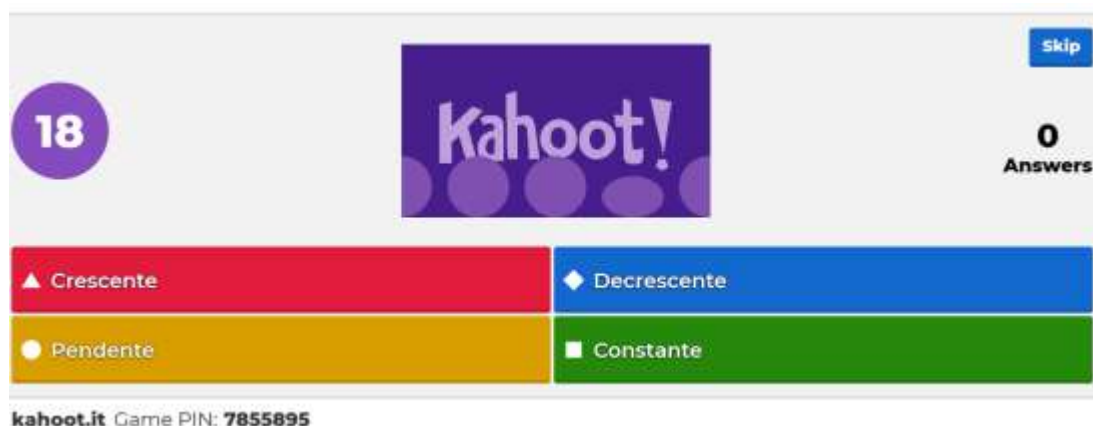 Skip
18
Kahoot!
0
Answers
Crescente
Decrescente
Pendente
Constante
kahoot.it Game PIN: 7855895